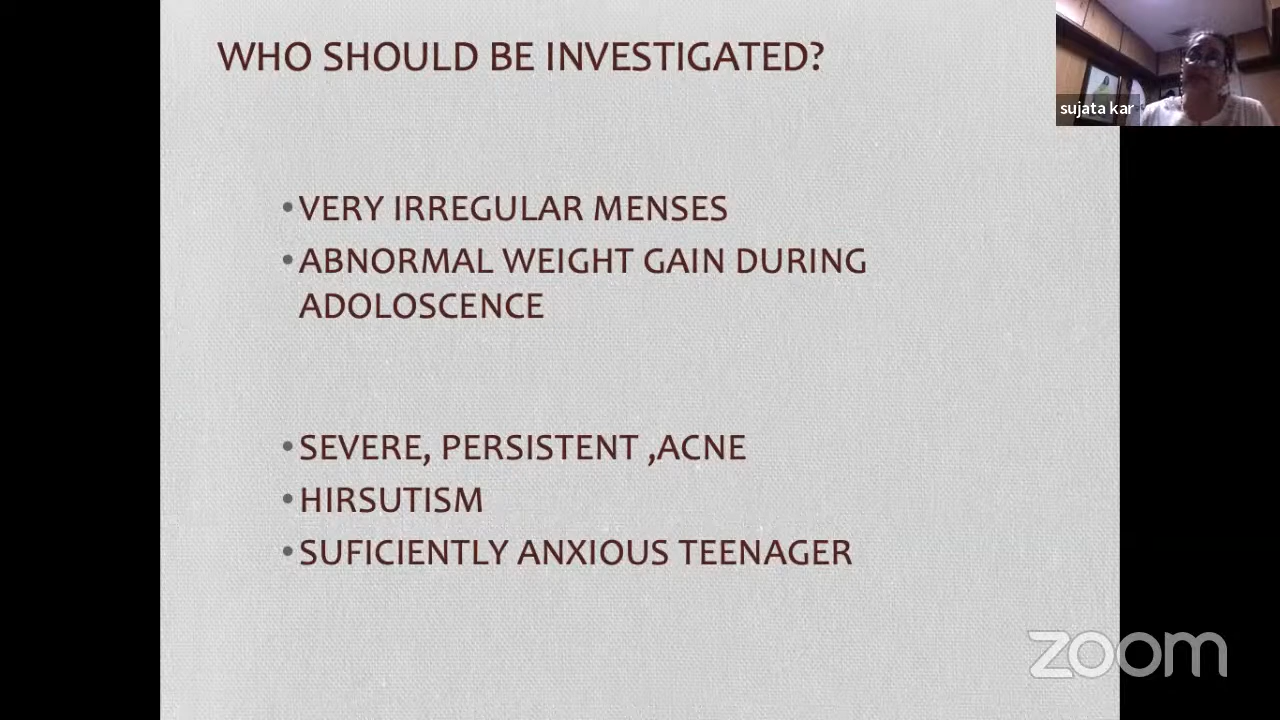 WHO SHOULD BE INVESTIGATED?
sujata kar
•VERY IRREGULAR MENSES
•ABNORMAL WEIGHT GAIN DURING
ADOLOSCENCE
•SEVERE, PERSISTENT ,ACNE
•HIRSUTISM
•SUFICIENTLY ANXIOUS TEENAGER
zoom